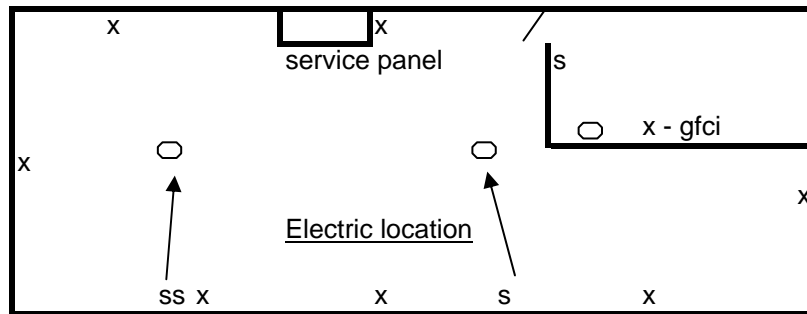 x x
service panel s
x - gfci
x
x
Electric location
ss x x s x